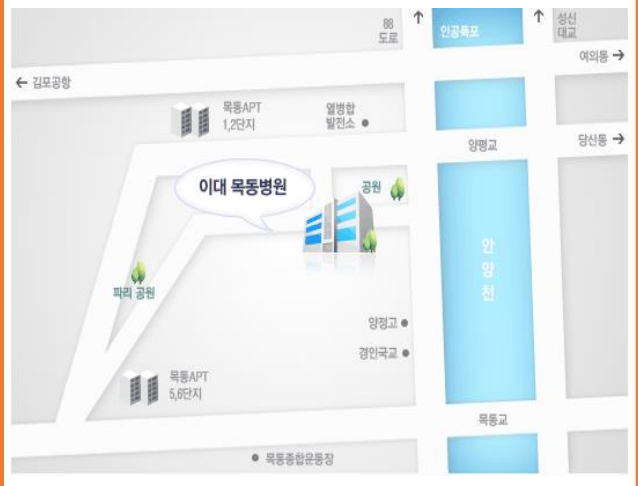 88
도로
인공폭포
성산
대교
여의동 →
← 김포공항
목동APT
1,2단지
열병합
발전소
양평교
당산동 →
이대 목동병원
공원
안
양
천
파리 공원
양정고
경인국교
목동APT
5,6단지
목동교
목동종합운동장